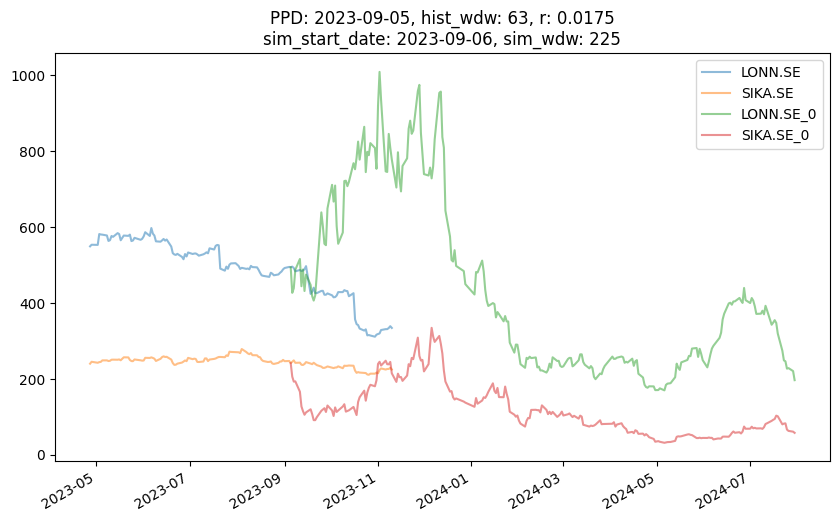 PPD: 2023-09-05, hist_wdw: 63, r: 0.0175
sim_start_date: 2023-09-06, sim_wdw: 225
LONN.SE
SIKA.SE
LONN.SE_0
SIKA.SE_0
1000
800
600
400
200
0
2023-05
2023-07
2023-09
2023-11
2024-01
2024-03
2024-05
2024-07